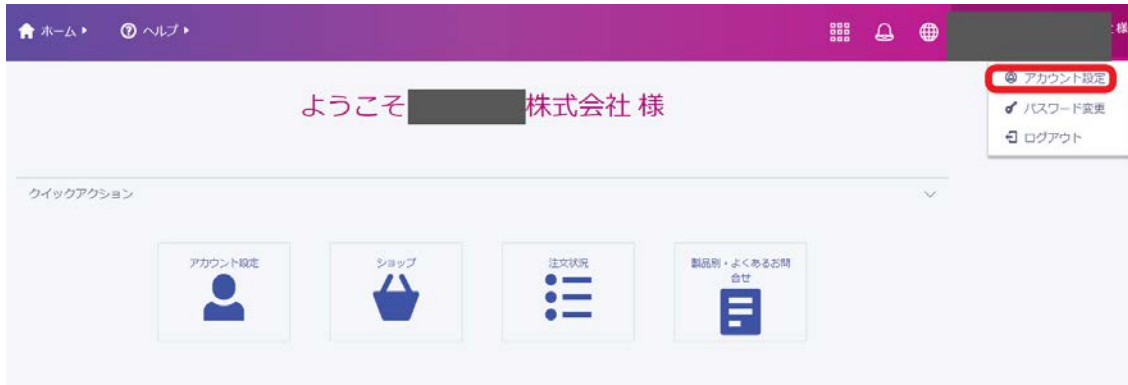 ホーム
ヘルプ
様
アカウント設定
パスワード変更
ログアウト
ようこそ 株式会社 様
クイックアクション
アカウント設定
ショップ
注文状況
製品別・よくあるお問
合せ